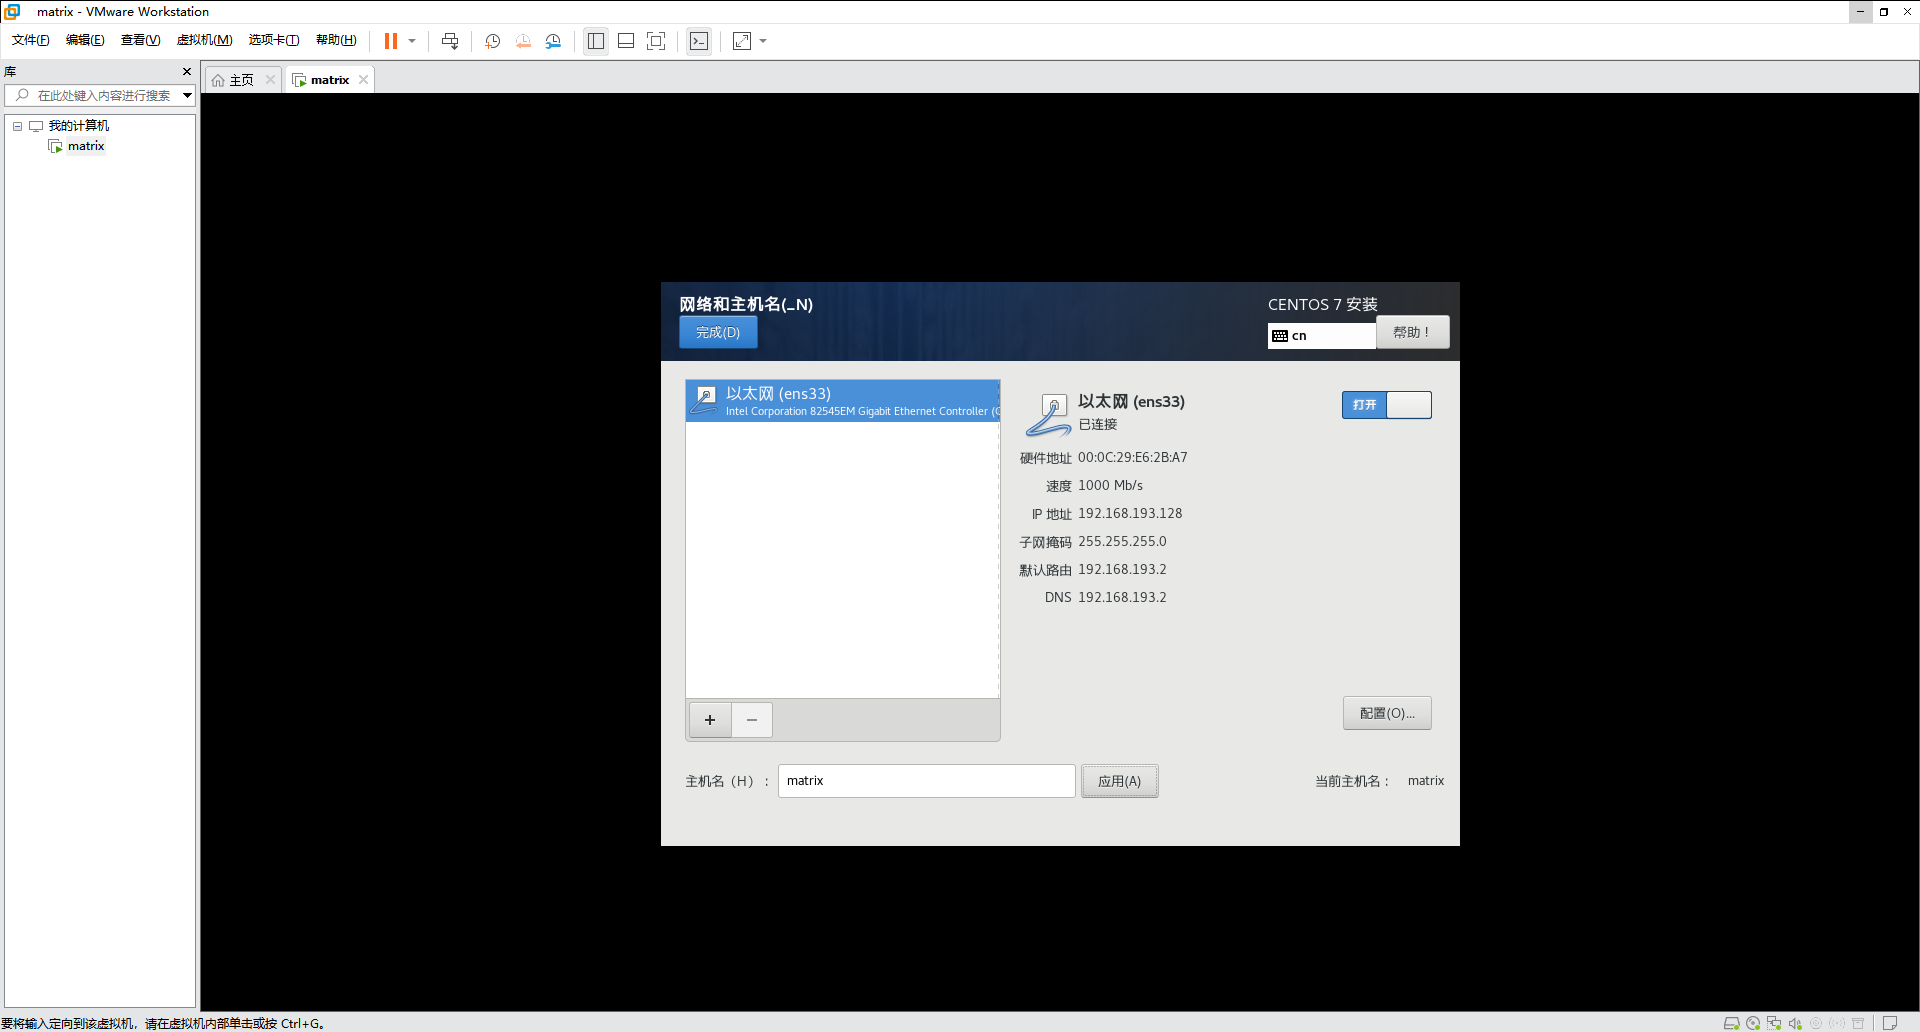 matrix - VMware Workstation
文件(F) 编辑(E) 查看(V) 虚拟机(M) 选项卡(T) 帮助(H)
库
在此处键入内容进行搜索
我的计算机
matrix
主页 matrix
网络和主机名(_N)
完成(D)
CENTOS 7 安装
cn
帮助！
以太网 (ens33)
Intel Corporation 82545EM Gigabit Ethernet Controller (
以太网 (ens33)
已连接
打开
硬件地址 00:0C:29:E6:2B:A7
速度 1000 Mb/s
IP 地址 192.168.193.128
子网掩码 255.255.255.0
默认路由 192.168.193.2
DNS 192.168.193.2
+ −
配置(O)...
主机名（H）： matrix 应用(A) 当前主机名： matrix
要将输入定向到该虚拟机，请在虚拟机内部单击或按 Ctrl+G。